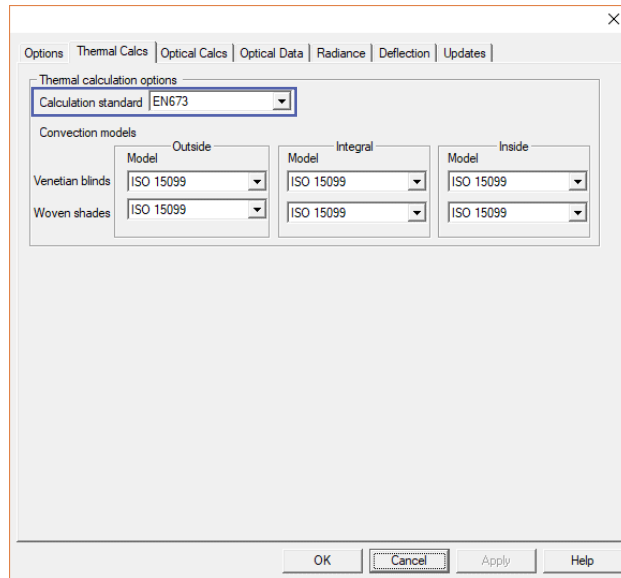 Options Thermal Calcs Optical Calcs Optical Data Radiance Deflection Updates
Thermal calculation options
Calculation standard EN673
Convection models
Outside Integral Inside
Model Model Model
Venetian blinds ISO 15099 ISO 15099 ISO 15099
Woven shades ISO 15099 ISO 15099 ISO 15099
OK Cancel Apply Help